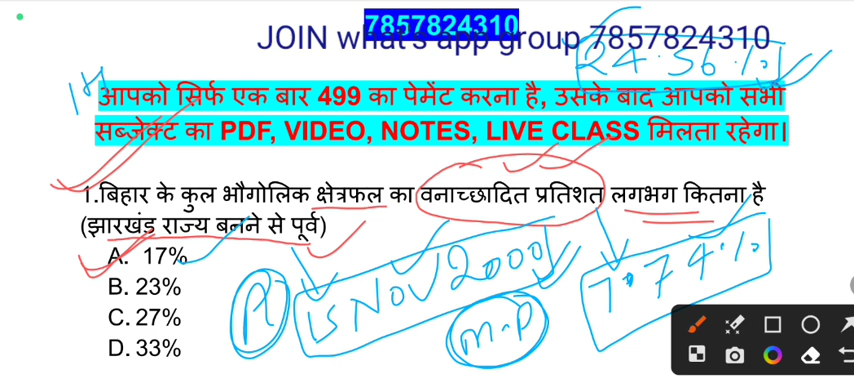 7857824310
JOIN what's app group 7857824310
24.56%
आपको सिर्फ एक बार 499 का पेमेंट करना है, उसके बाद आपको सभी
सब्जेक्ट का PDF, VIDEO, NOTES, LIVE CLASS मिलता रहेगा।
1.बिहार के कुल भौगोलिक क्षेत्रफल का वनाच्छादित प्रतिशत लगभग कितना है
(झारखंड राज्य बनने से पूर्व)
A. 17%
B. 23%
C. 27%
D. 33%
15 NOV 2000
7.74%
M.P